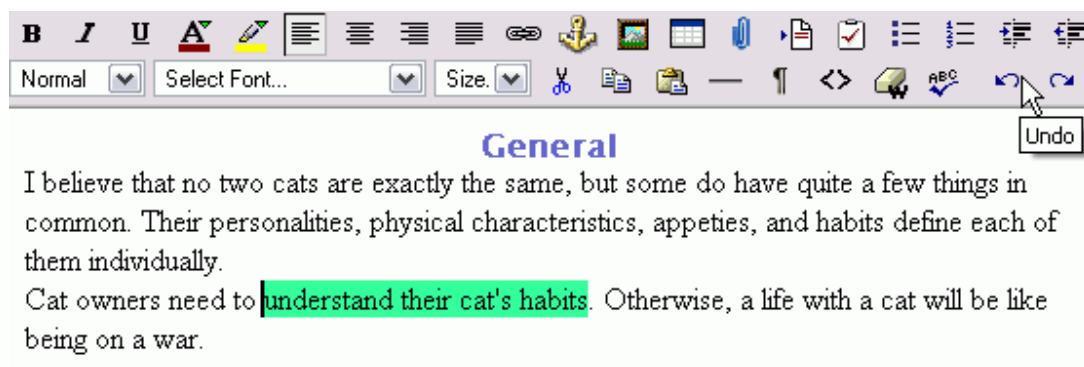 B I U A
Normal Select Font... Size.
ABC
Undo
General
I believe that no two cats are exactly the same, but some do have quite a few things in
common. Their personalities, physical characteristics, appeties, and habits define each of
them individually.
Cat owners need to understand their cat's habits. Otherwise, a life with a cat will be like
being on a war.